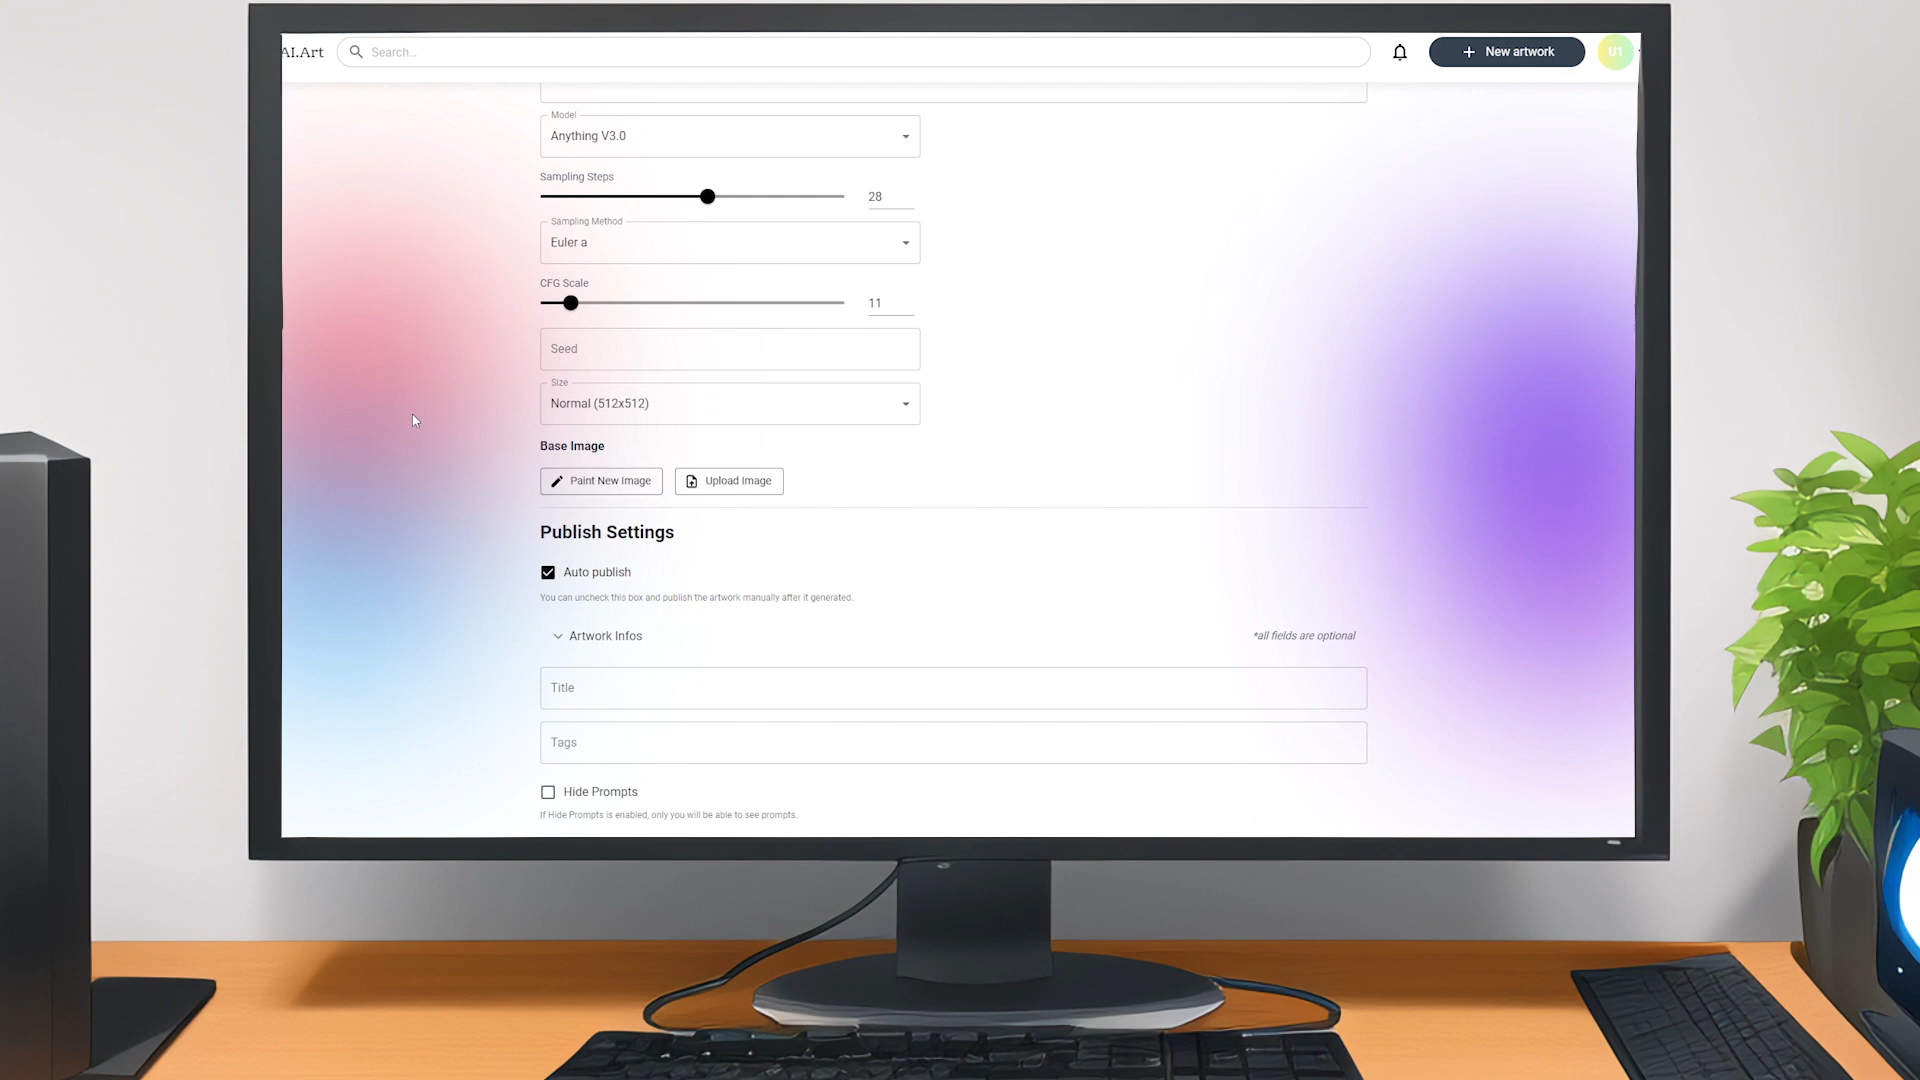 AI.Art
Search...
New artwork
U1
Model
Anything V3.0
Sampling Steps
28
Sampling Method
Euler a
CFG Scale
11
Seed
Size
Normal (512x512)
Base Image
Paint New Image
Upload Image
Publish Settings
Auto publish
You can uncheck this box and publish the artwork manually after it generated.
Artwork Infos
*all fields are optional
Title
Tags
Hide Prompts
If Hide Prompts is enabled, only you will be able to see prompts.